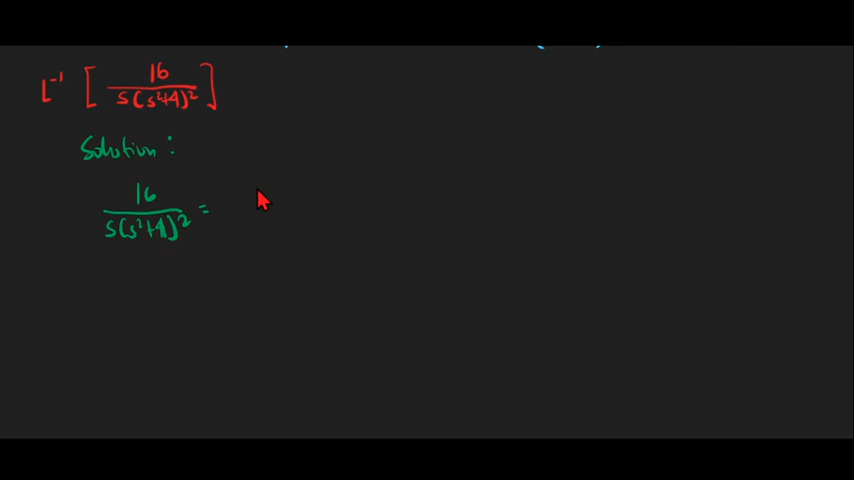 L⁻¹ [ 16 / s(s²+4)² ]
Solution :
16 / s(s²+4)² =